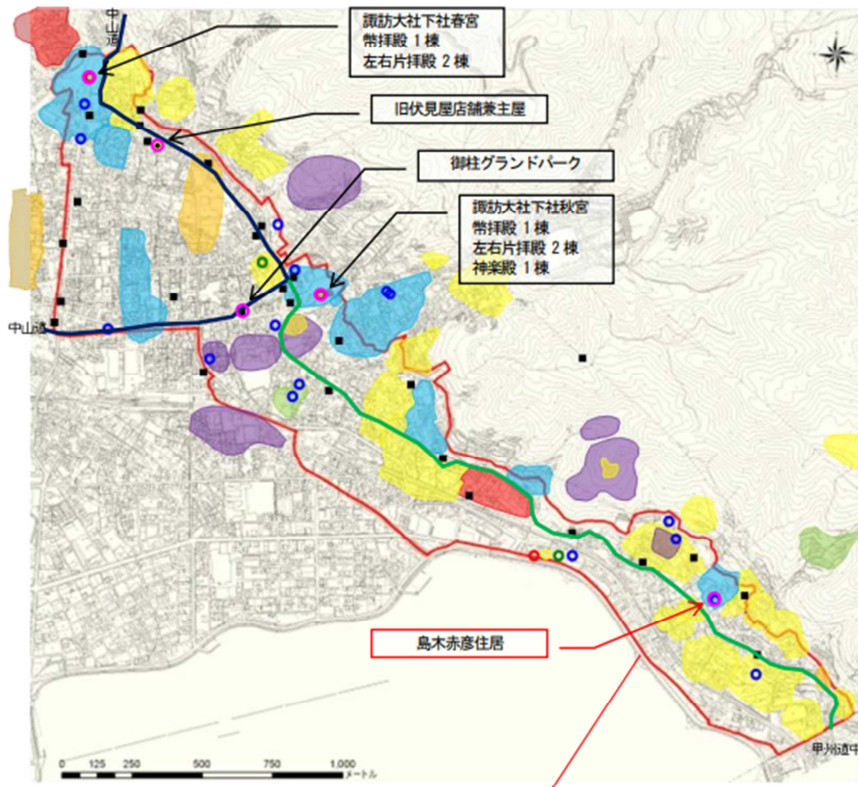 中山道
諏訪大社下社春宮
幣拝殿 1 棟
左右片拝殿 2 棟
旧伏見屋店舗兼主屋
御柱グランドパーク
諏訪大社下社秋宮
幣拝殿 1 棟
左右片拝殿 2 棟
神楽殿 1 棟
中山道
島木赤彦住居
甲州道中
0 125 250 500 750 1,000
メートル